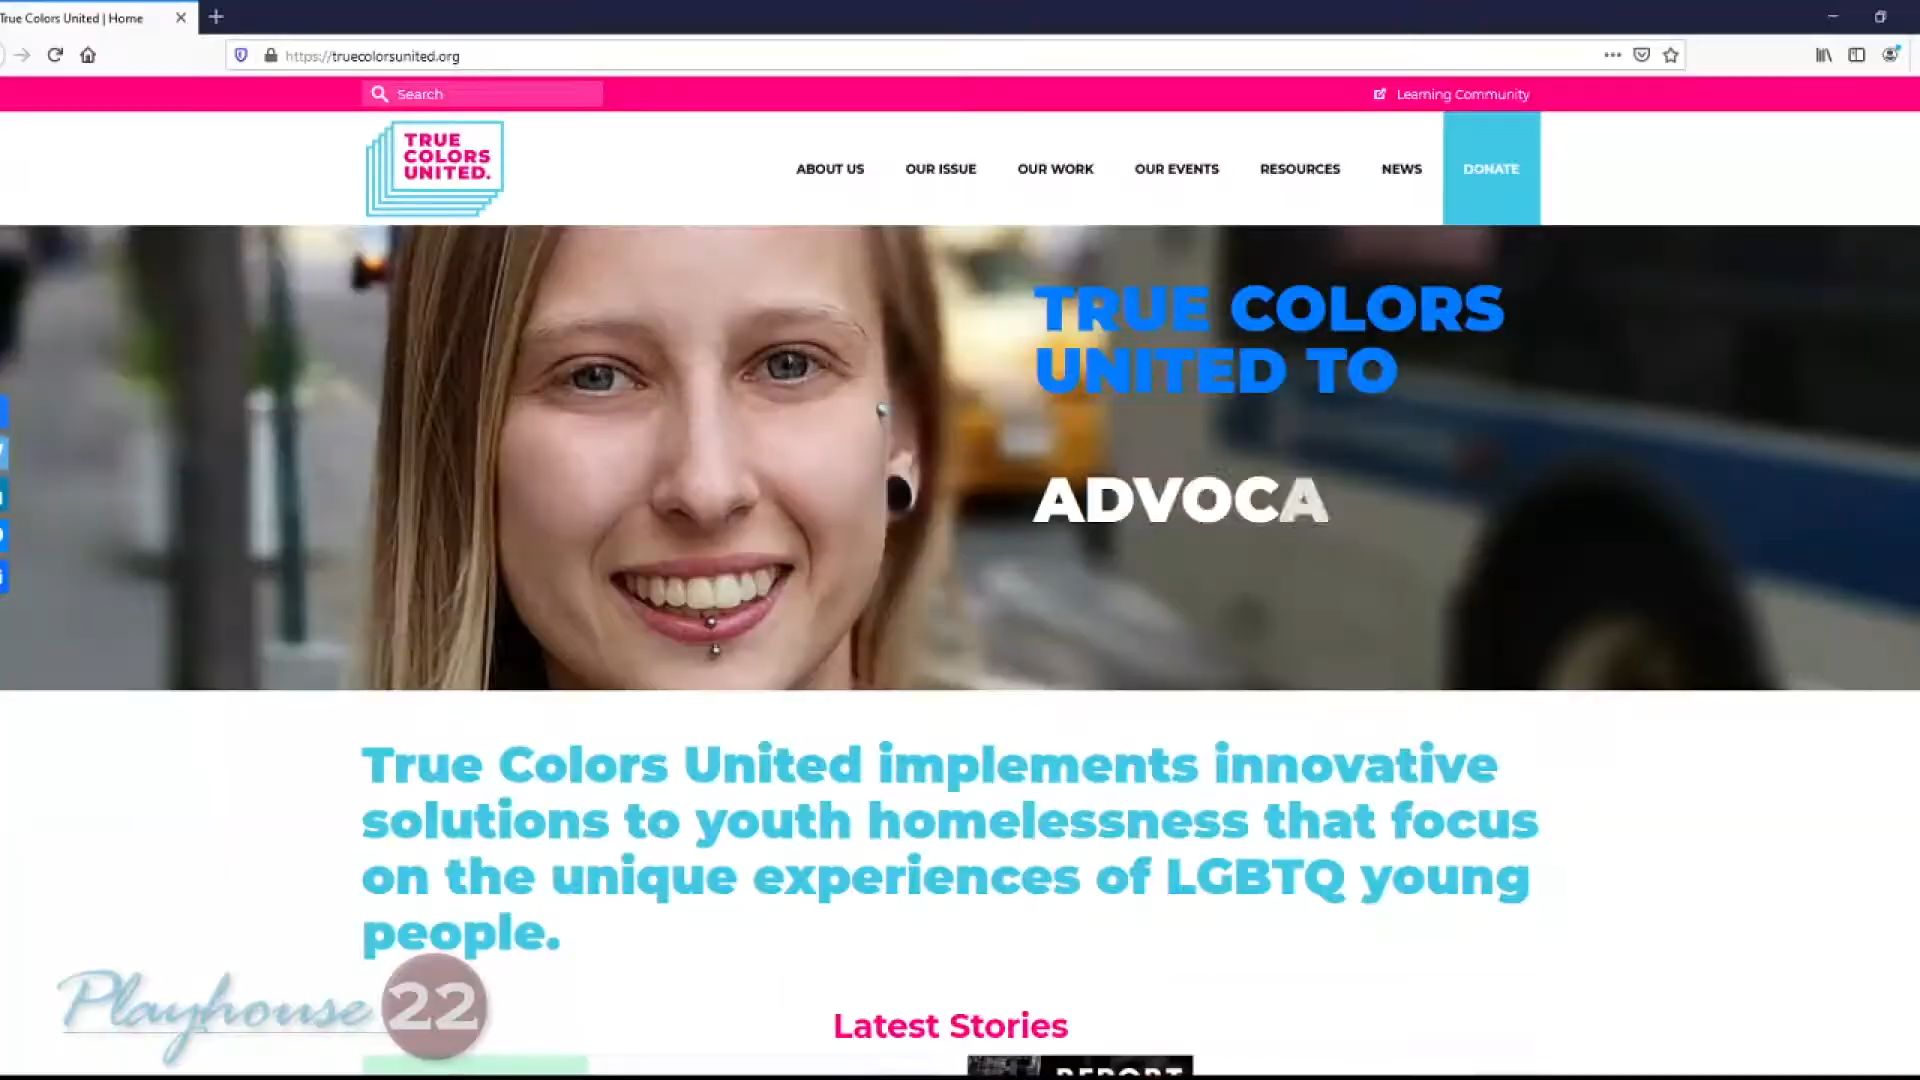 True Colors United | Home
https://truecolorsunited.org
Search
Learning Community
TRUE
COLORS
UNITED.
ABOUT US
OUR ISSUE
OUR WORK
OUR EVENTS
RESOURCES
NEWS
DONATE
TRUE COLORS
UNITED TO
ADVOCA
True Colors United implements innovative
solutions to youth homelessness that focus
on the unique experiences of LGBTQ young
people.
Playhouse 22
Latest Stories
REPORT